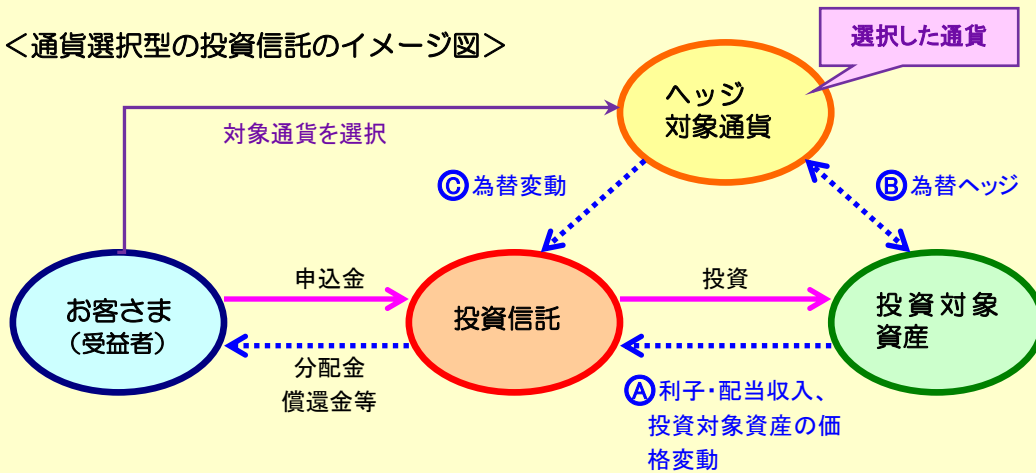 ＜通貨選択型の投資信託のイメージ図＞
選択した通貨
ヘッジ
対象通貨
対象通貨を選択
Ⓒ為替変動
Ⓑ為替ヘッジ
お客さま
（受益者）
申込金
投資信託
投資
投資対象
資産
分配金
償還金等
Ⓐ利子・配当収入、
投資対象資産の価
格変動